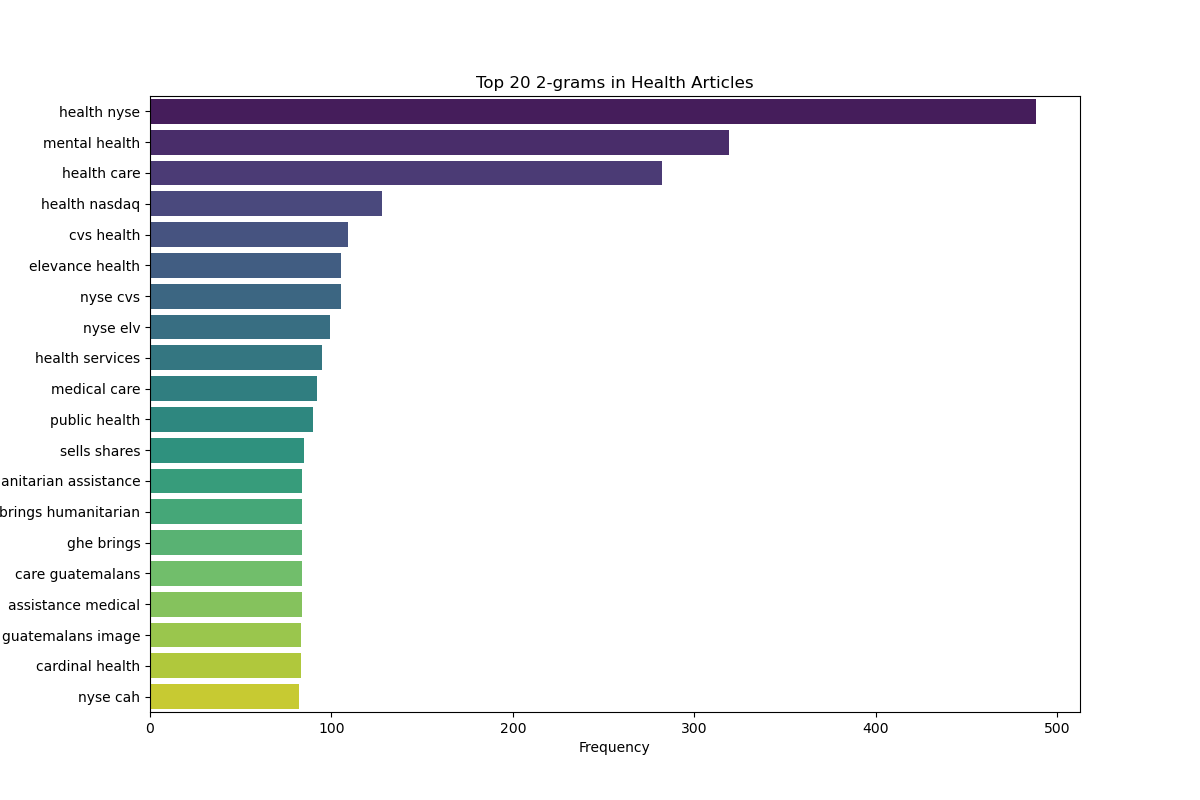 Top 20 2-grams in Health Articles
health nyse
mental health
health care
health nasdaq
cvs health
elevance health
nyse cvs
nyse elv
health services
medical care
public health
sells shares
anitarian assistance
brings humanitarian
ghe brings
care guatemalans
assistance medical
guatemalans image
cardinal health
nyse cah
0 100 200 300 400 500
Frequency